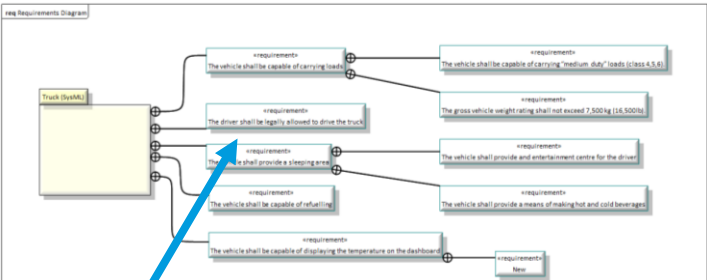 req Requirements Diagram
«requirement»
The vehicle shall be capable of carrying loads
«requirement»
The vehicle shall be capable of carrying "medium duty" loads (class 4,5,6)
Truck (SysML)
«requirement»
The gross vehicle weight rating shall not exceed 7,500 kg (16,500lb)
«requirement»
The driver shall be legally allowed to drive the truck
«requirement»
The shall provide a sleeping area
«requirement»
The vehicle shall provide and entertainment centre for the driver
«requirement»
The vehicle shall be capable of refuelling
«requirement»
The vehicle shall provide a means of making hot and cold beverages
«requirement»
The vehicle shall be capable of displaying the temperature on the dashboard
«requirement»
New